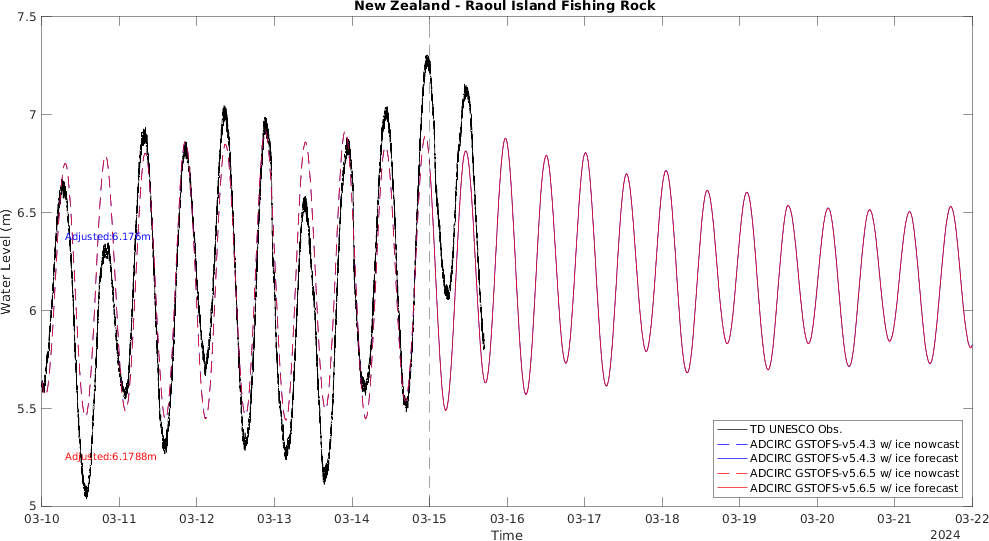 New Zealand - Raoul Island Fishing Rock
7.5
7
6.5
6
5.5
5
Water Level (m)
Adjusted:6.176m
Adjusted:6.1788m
TD UNESCO Obs.
ADCIRC GSTOFS-v5.4.3 w/ ice nowcast
ADCIRC GSTOFS-v5.4.3 w/ ice forecast
ADCIRC GSTOFS-v5.6.5 w/ ice nowcast
ADCIRC GSTOFS-v5.6.5 w/ ice forecast
03-10 03-11 03-12 03-13 03-14 03-15 03-16 03-17 03-18 03-19 03-20 03-21 03-22
Time
2024